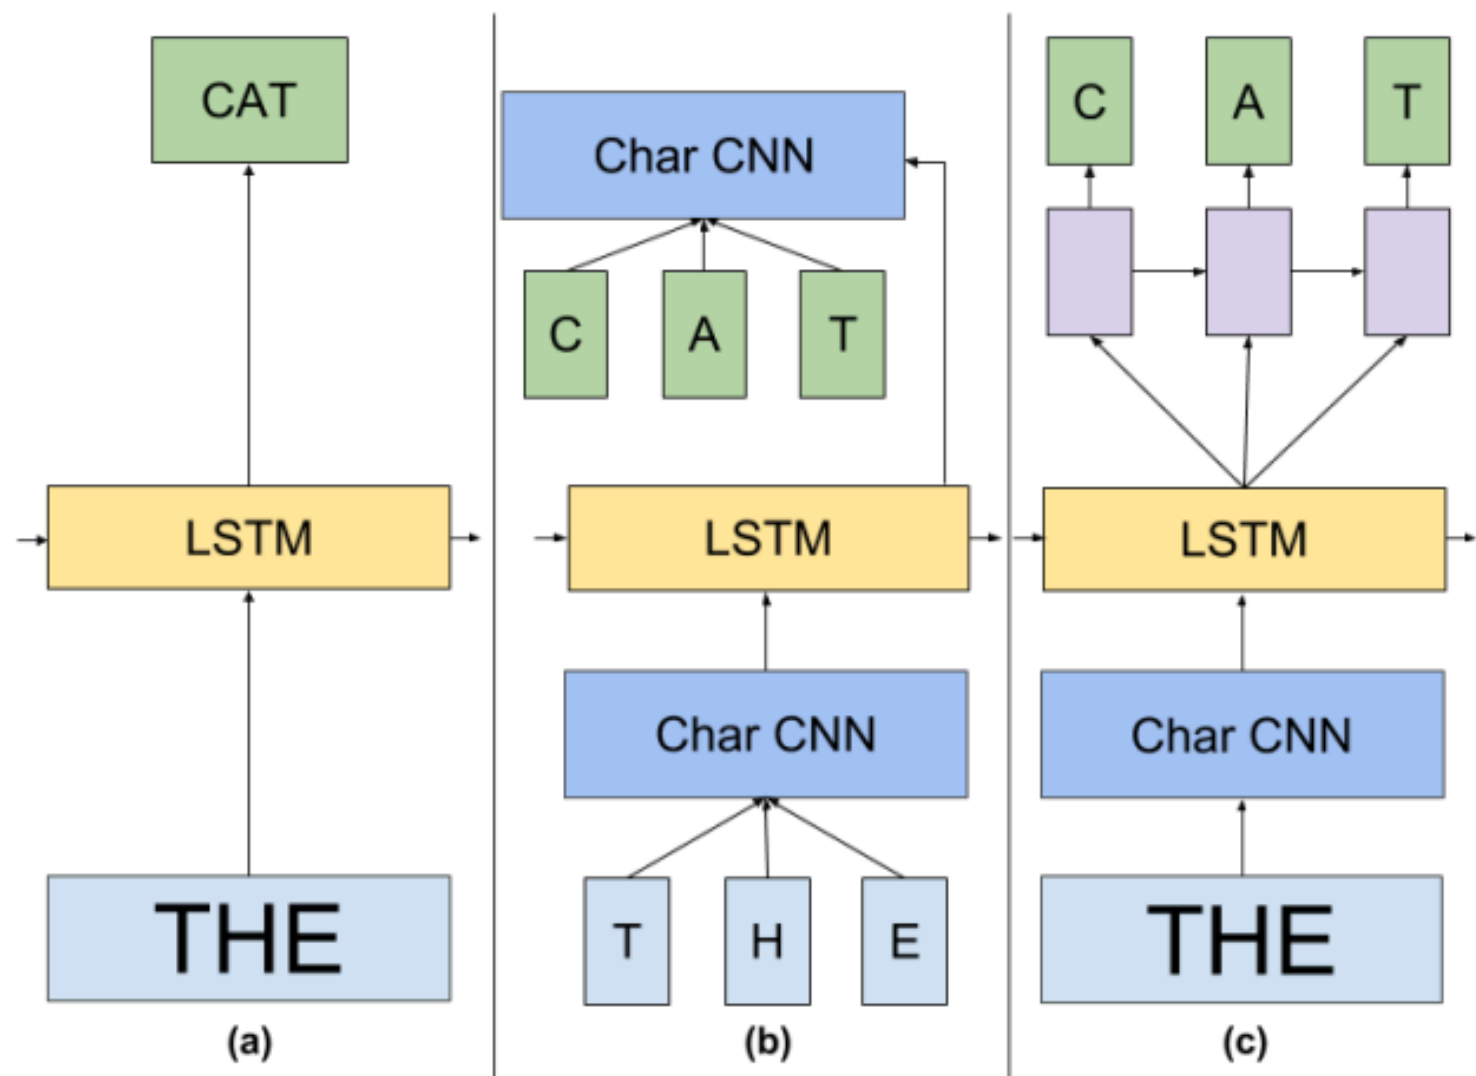 CAT
LSTM
THE
(a)
Char CNN
C A T
LSTM
Char CNN
T H E
(b)
C A T
LSTM
Char CNN
THE
(c)